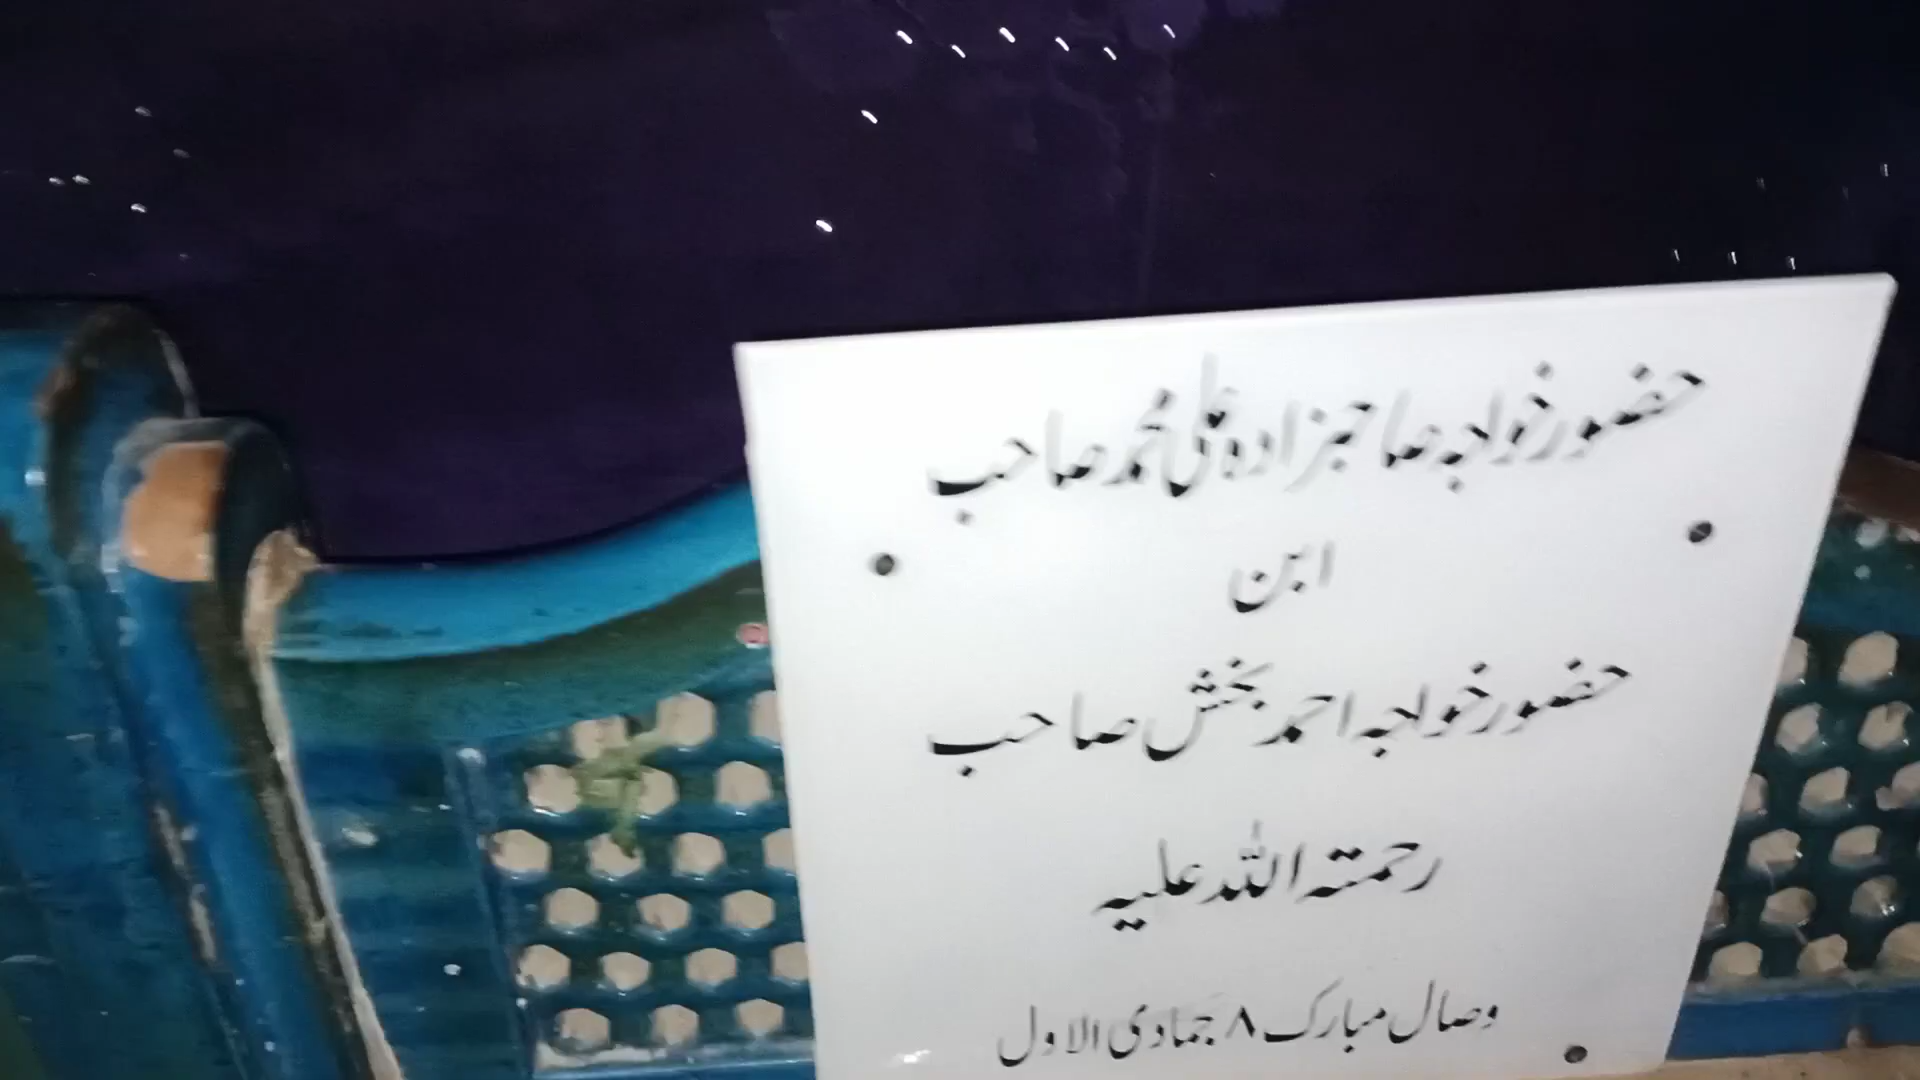 حضور خواجہ صاحبزادہ علی محمد صاحب
ابن
حضور خواجہ احمد بخش صاحب
رحمتہ اللہ علیہ
وصال مبارک ۸ جمادی الاول